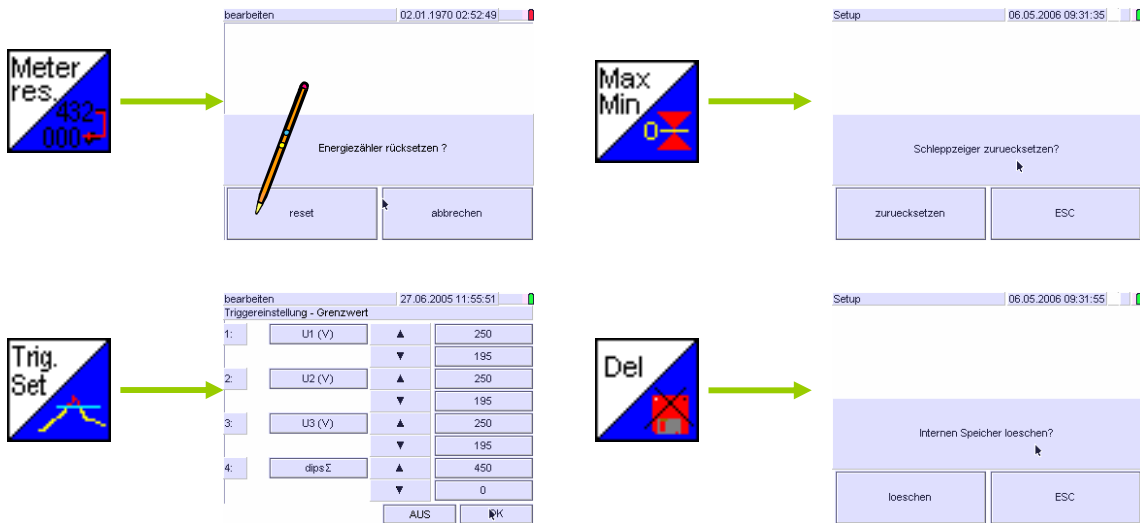 bearbeiten 02.01.1970 02:52:49
Meter
res.
432
000
Energiezähler rücksetzen ?
reset abbrechen
Setup 06.05.2006 09:31:35
Max
Min
0
Schleppzeiger zuruecksetzen?
zuruecksetzen ESC
bearbeiten 27.06.2005 11:55:51
Triggereinstellung - Grenzwert
Trig.
Set
1: U1 (V) ▲ 250
▼ 195
2: U2 (V) ▲ 250
▼ 195
3: U3 (V) ▲ 250
▼ 195
4: dipsΣ ▲ 450
▼ 0
AUS OK
Setup 06.05.2006 09:31:55
Del
Internen Speicher loeschen?
loeschen ESC